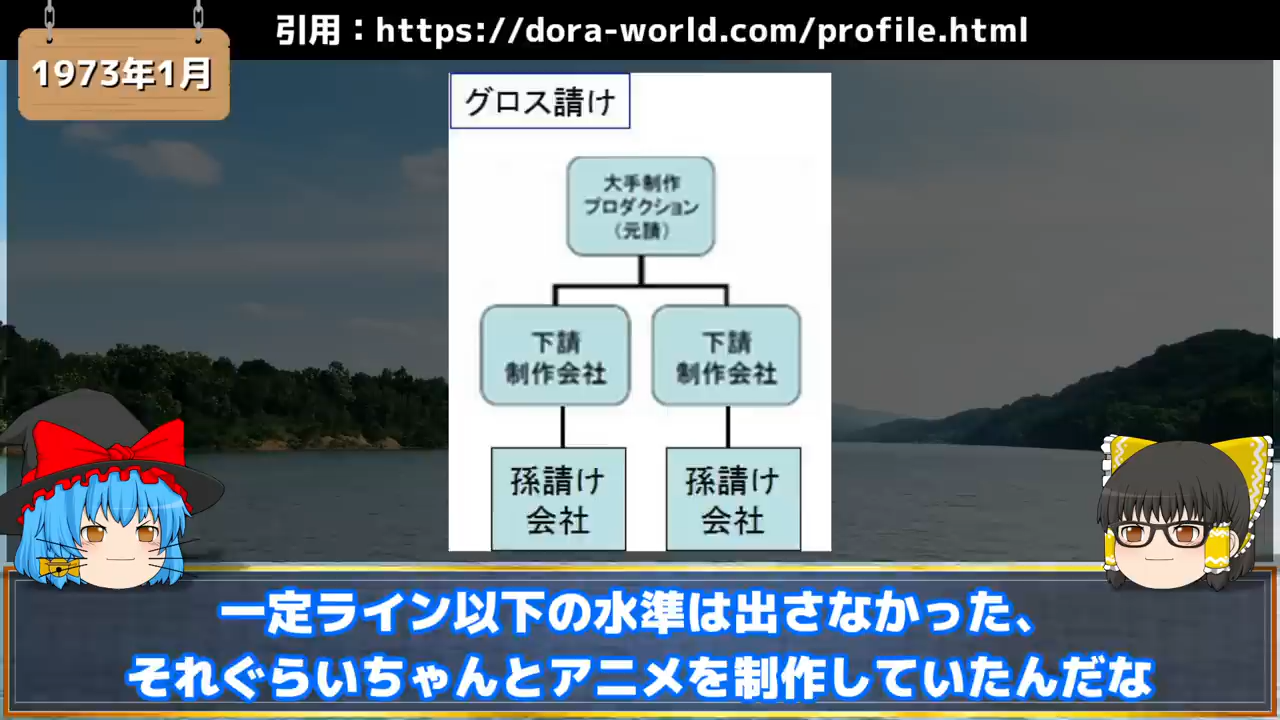 引用：https://dora-world.com/profile.html
1973年1月
グロス請け
大手制作
プロダクション
（元請）
下請
制作会社
下請
制作会社
孫請け
会社
孫請け
会社
一定ライン以下の水準は出さなかった、
それぐらいちゃんとアニメを制作していたんだな